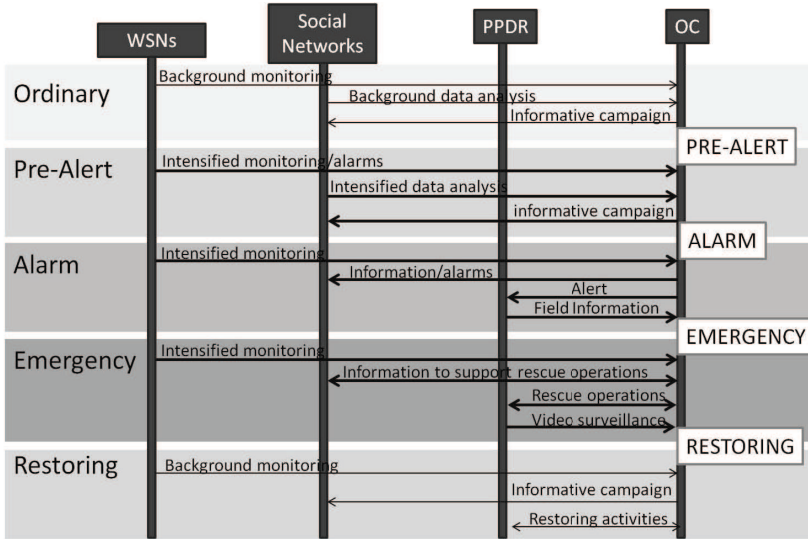 WSNs
Social
Networks
PPDR
OC
Ordinary
Background monitoring
Background data analysis
Informative campaign
PRE-ALERT
Pre-Alert
Intensified monitoring/alarms
Intensified data analysis
informative campaign
ALARM
Alarm
Intensified monitoring
Information/alarms
Alert
Field Information
EMERGENCY
Emergency
Intensified monitoring
Information to support rescue operations
Rescue operations
Video surveillance
RESTORING
Restoring
Background monitoring
Informative campaign
Restoring activities